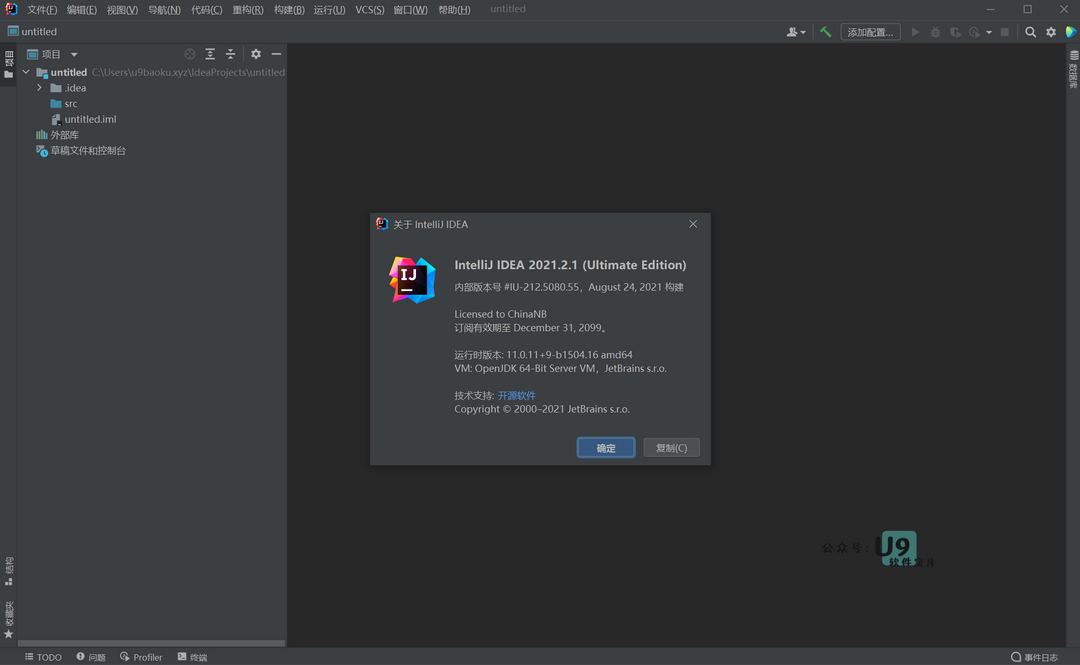 文件(F) 编辑(E) 视图(V) 导航(N) 代码(C) 重构(R) 构建(B) 运行(U) VCS(S) 窗口(W) 帮助(H) untitled
untitled
添加配置...
项目
项目
untitled C:\Users\u9baoku.xyz\IdeaProjects\untitled
.idea
src
untitled.iml
外部库
草稿文件和控制台
数据库
关于 IntelliJ IDEA
IJ
IntelliJ IDEA 2021.2.1 (Ultimate Edition)
内部版本号 #IU-212.5080.55，August 24, 2021 构建
Licensed to ChinaNB
订阅有效期至 December 31, 2099。
运行时版本: 11.0.11+9-b1504.16 amd64
VM: OpenJDK 64-Bit Server VM，JetBrains s.r.o.
技术支持: 开源软件
Copyright © 2000–2021 JetBrains s.r.o.
确定 复制(C)
公众号: U9
软件宝库
结构
收藏夹
TODO 问题 Profiler 终端 事件日志